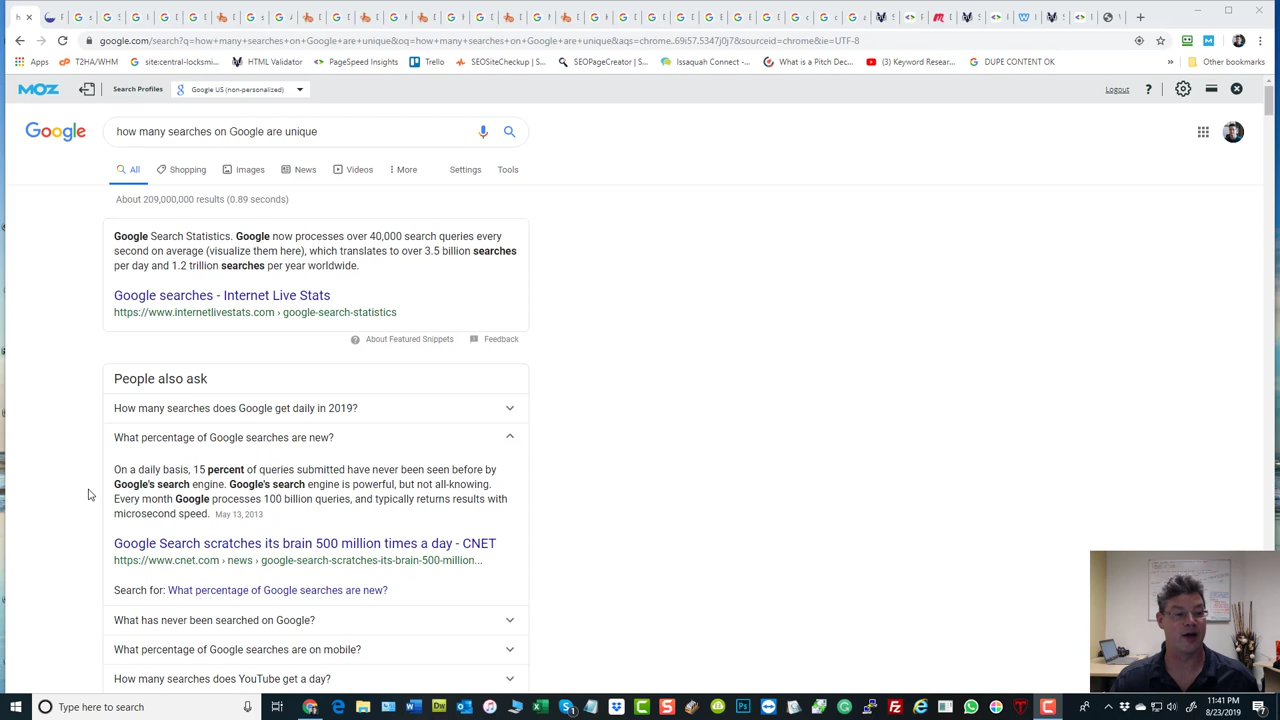 google.com/search?q=how+many+searches+on+Google+are+unique&oq=how+many+searches+on+Google+are+unique&aqs=chrome..69i57.5347j0j7&sourceid=chrome&ie=UTF-8
Apps T2HA/WHM site:central-locksmi... HTML Validator PageSpeed Insights Trello SEOSiteCheckup | S... SEOPageCreator | S... Issaquah Connect -... What is a Pitch Dec... (3) Keyword Resear... DUPE CONTENT OK » Other bookmarks
MOZ Search Profiles Google US (non-personalized) Logout ?
Google how many searches on Google are unique
All Shopping Images News Videos More Settings Tools
About 209,000,000 results (0.89 seconds)
Google Search Statistics. Google now processes over 40,000 search queries every
second on average (visualize them here), which translates to over 3.5 billion searches
per day and 1.2 trillion searches per year worldwide.
Google searches - Internet Live Stats
https://www.internetlivestats.com › google-search-statistics
About Featured Snippets Feedback
People also ask
How many searches does Google get daily in 2019?
What percentage of Google searches are new?
On a daily basis, 15 percent of queries submitted have never been seen before by
Google's search engine. Google's search engine is powerful, but not all-knowing.
Every month Google processes 100 billion queries, and typically returns results with
microsecond speed. May 13, 2013
Google Search scratches its brain 500 million times a day - CNET
https://www.cnet.com › news › google-search-scratches-its-brain-500-million...
Search for: What percentage of Google searches are new?
What has never been searched on Google?
What percentage of Google searches are on mobile?
How many searches does YouTube get a day?
Type here to search
11:41 PM
8/23/2019